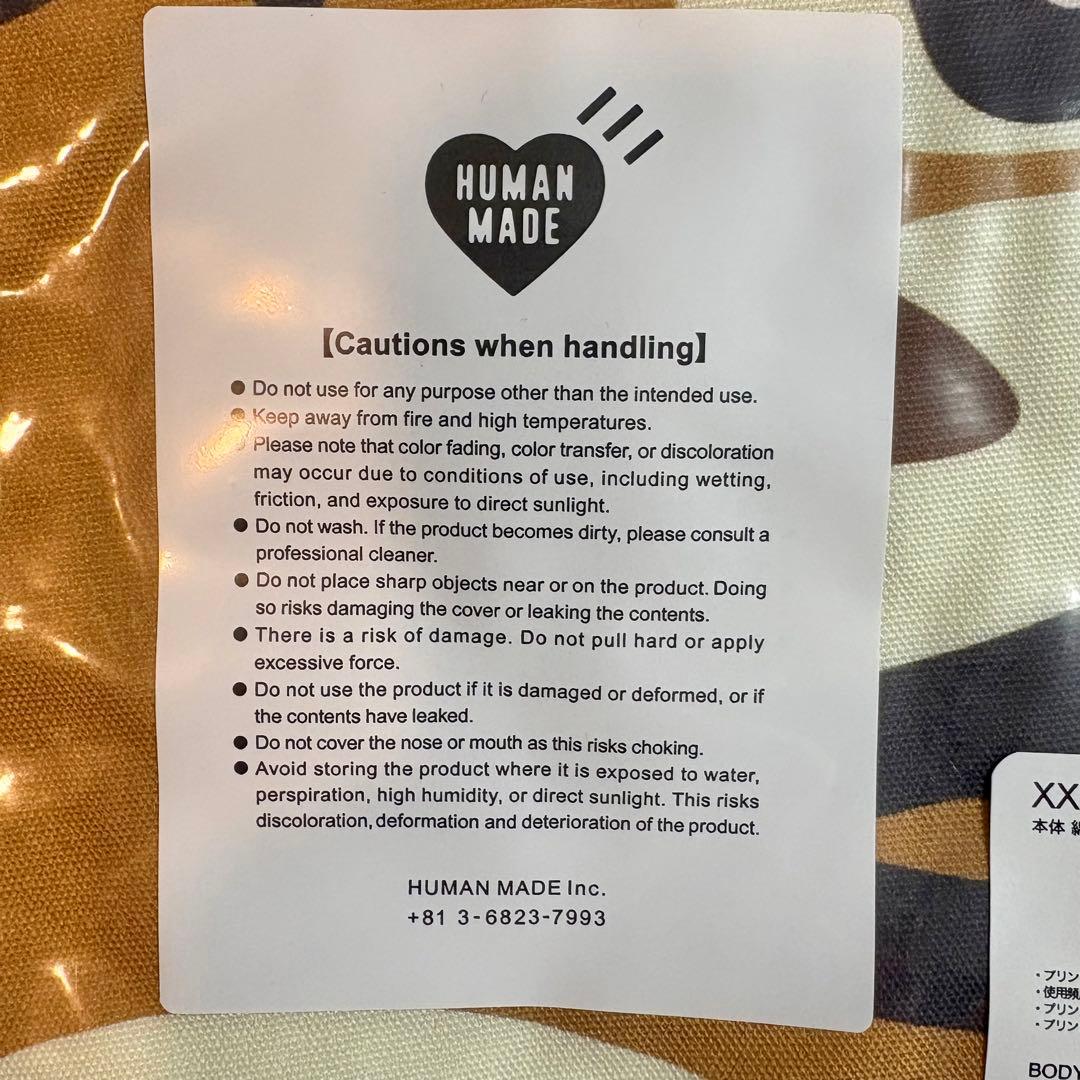 HUMAN
MADE
【Cautions when handling】
● Do not use for any purpose other than the intended use.
● Keep away from fire and high temperatures.
Please note that color fading, color transfer, or discoloration
may occur due to conditions of use, including wetting,
friction, and exposure to direct sunlight.
● Do not wash. If the product becomes dirty, please consult a
professional cleaner.
● Do not place sharp objects near or on the product. Doing
so risks damaging the cover or leaking the contents.
● There is a risk of damage. Do not pull hard or apply
excessive force.
● Do not use the product if it is damaged or deformed, or if
the contents have leaked.
● Do not cover the nose or mouth as this risks choking.
● Avoid storing the product where it is exposed to water,
perspiration, high humidity, or direct sunlight. This risks
discoloration, deformation and deterioration of the product.
HUMAN MADE Inc.
+81 3-6823-7993
XX
本体
・プリン
・使用頻
・プリン
・プリン
BODY